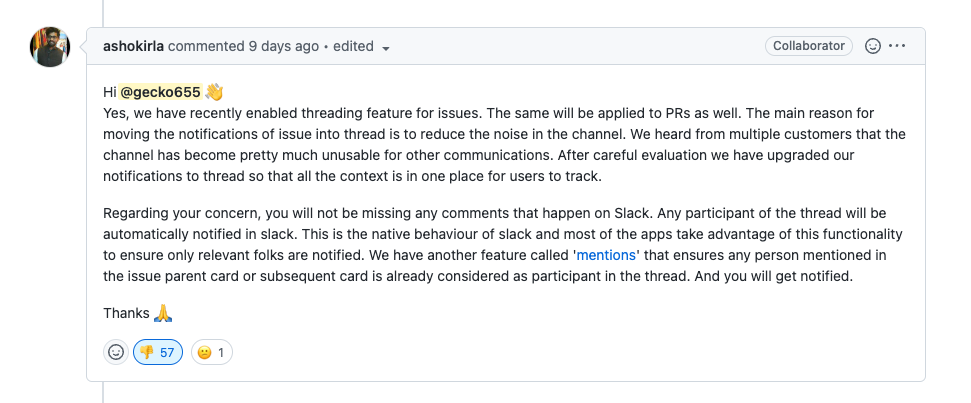 ashokirla commented 9 days ago • edited
Collaborator
Hi @gecko655 👋
Yes, we have recently enabled threading feature for issues. The same will be applied to PRs as well. The main reason for
moving the notifications of issue into thread is to reduce the noise in the channel. We heard from multiple customers that the
channel has become pretty much unusable for other communications. After careful evaluation we have upgraded our
notifications to thread so that all the context is in one place for users to track.
Regarding your concern, you will not be missing any comments that happen on Slack. Any participant of the thread will be
automatically notified in slack. This is the native behaviour of slack and most of the apps take advantage of this functionality
to ensure only relevant folks are notified. We have another feature called 'mentions' that ensures any person mentioned in
the issue parent card or subsequent card is already considered as participant in the thread. And you will get notified.
Thanks 🙏
👎 57 😕 1